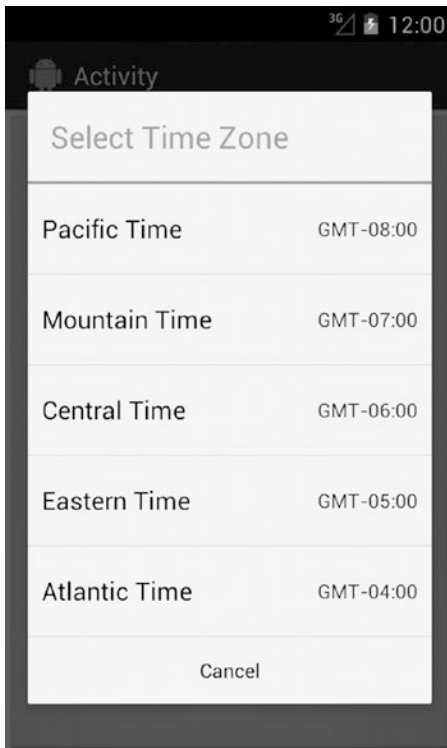 3G 12:00
Activity
Select Time Zone
Pacific Time GMT-08:00
Mountain Time GMT-07:00
Central Time GMT-06:00
Eastern Time GMT-05:00
Atlantic Time GMT-04:00
Cancel